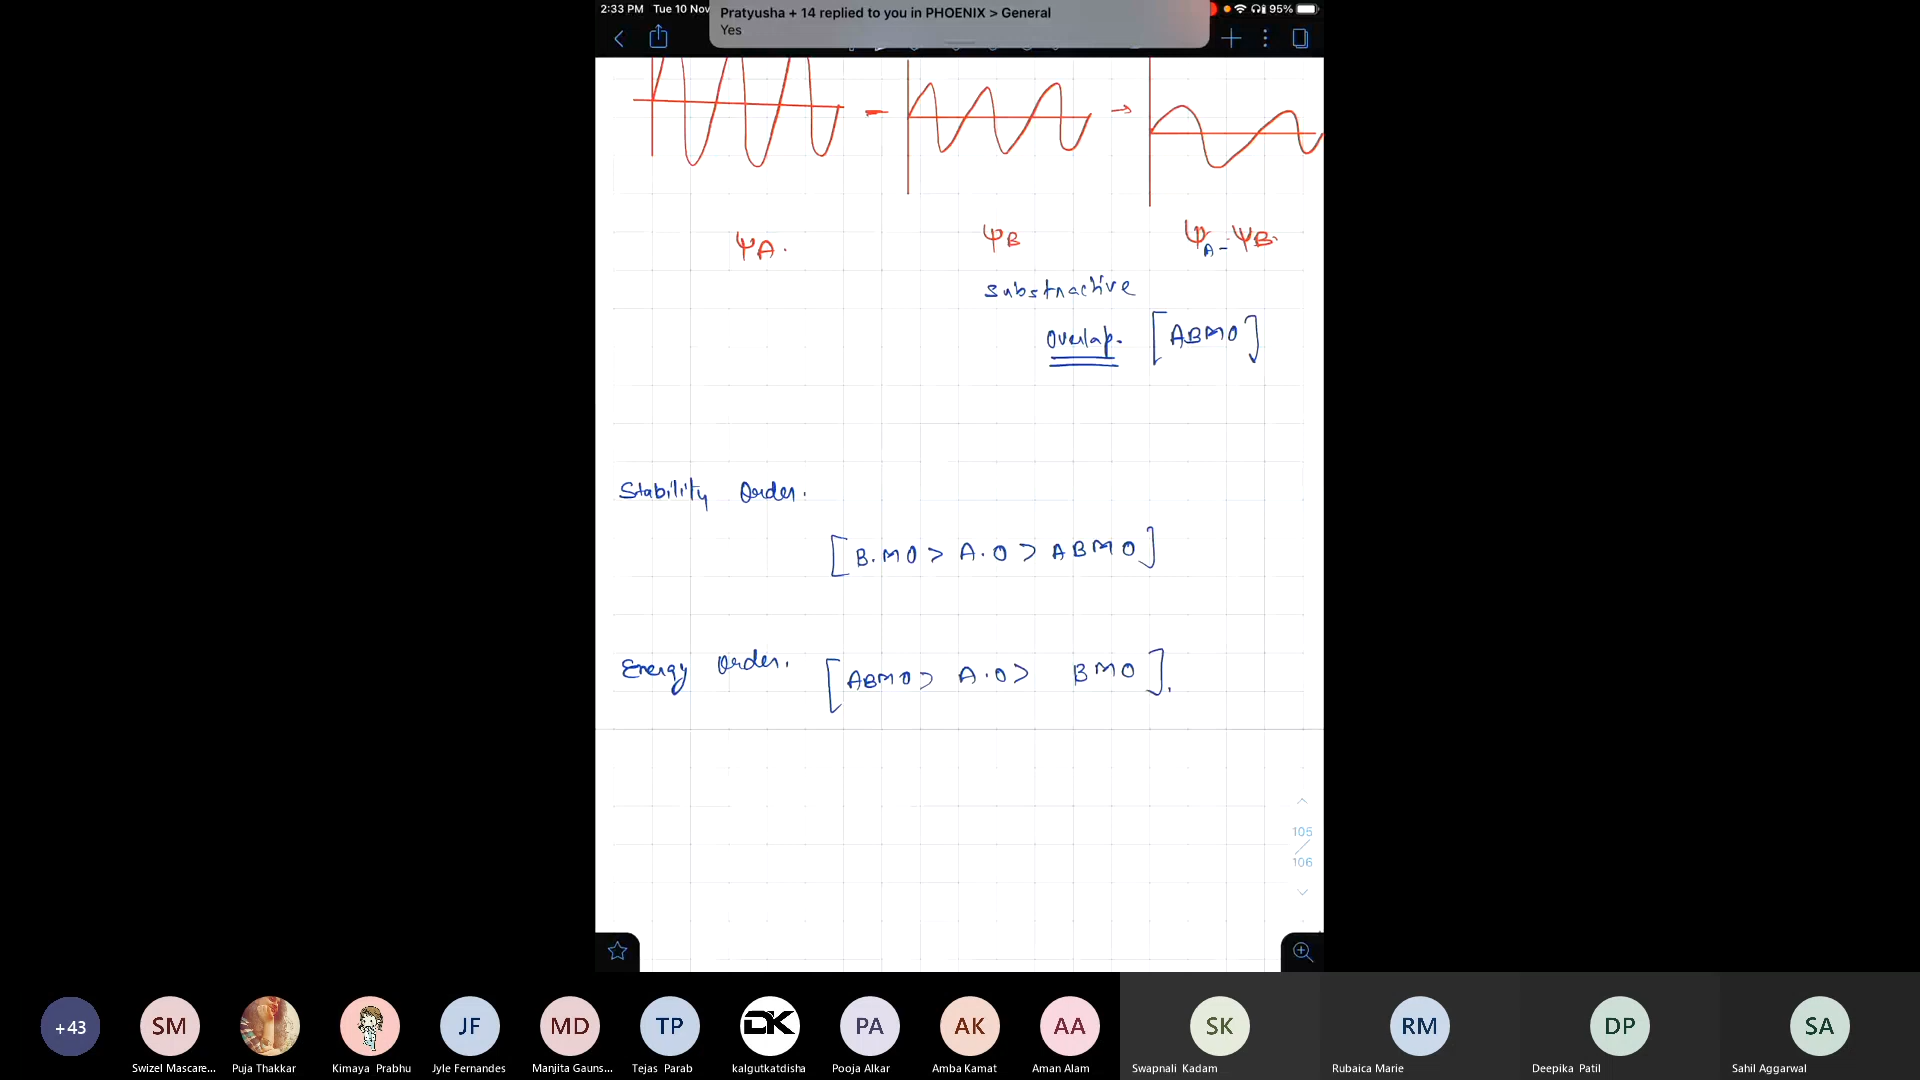 2:33 PM Tue 10 Nov
Pratyusha + 14 replied to you in PHOENIX > General
Yes
95%
– →
ψA. ψB ψA - ψB.
Substractive
Overlap. [ABMO]
Stability Order.
[B.MO > A.O > ABMO]
Energy Order. [ABMO > A.O > BMO].
105
106
+43 SM JF MD TP DK PA AK AA SK RM DP SA
Swizel Mascare... Puja Thakkar Kimaya Prabhu Jyle Fernandes Manjita Gauns... Tejas Parab kalgutkatdisha Pooja Alkar Amba Kamat Aman Alam Swapnali Kadam Rubaica Marie Deepika Patil Sahil Aggarwal